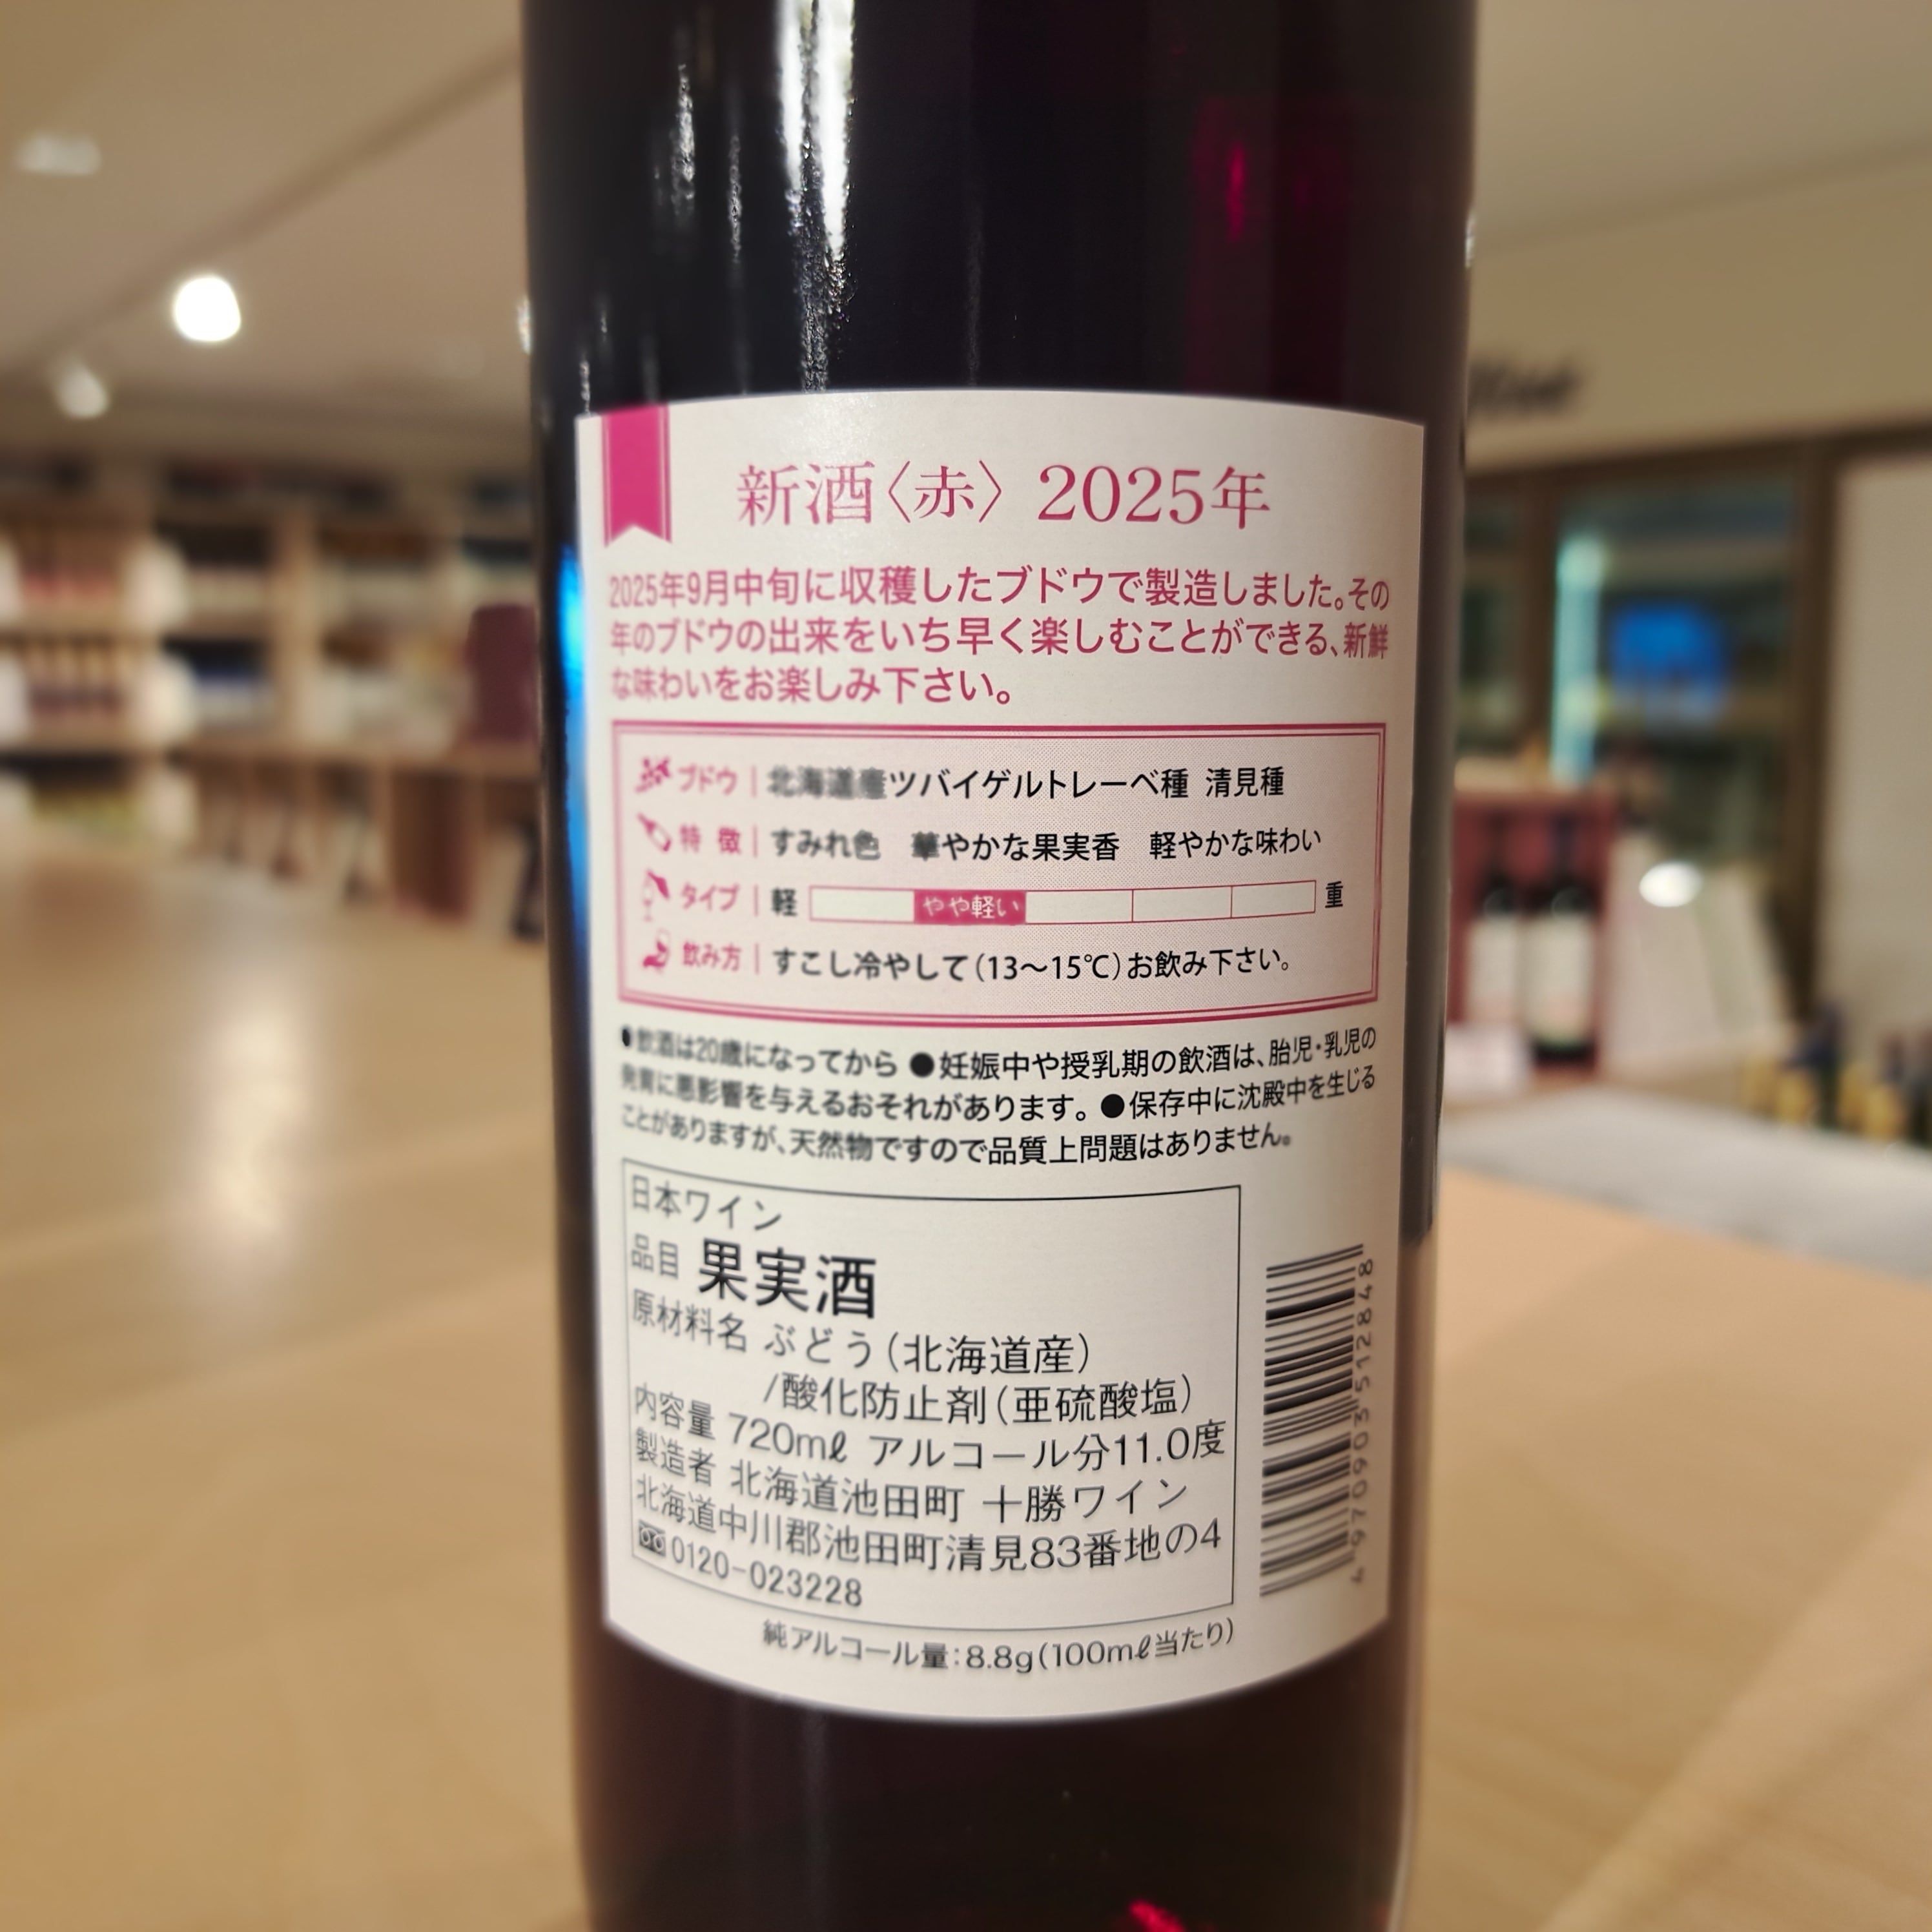 新酒〈赤〉2025年
2025年9月中旬に収穫したブドウで製造しました。その
年のブドウの出来をいち早く楽しむことができる、新鮮
な味わいをお楽しみ下さい。
ブドウ | 北海道産ツバイゲルトレーベ種 清見種
特 徴 | すみれ色 華やかな果実香 軽やかな味わい
タイプ | 軽 やや軽い 重
飲み方 | すこし冷やして(13〜15℃)お飲み下さい。
●飲酒は20歳になってから ●妊娠中や授乳期の飲酒は、胎児・乳児の
発育に悪影響を与えるおそれがあります。●保存中に沈殿中を生じる
ことがありますが、天然物ですので品質上問題はありません。
日本ワイン
品目 果実酒
原材料名 ぶどう(北海道産)
/酸化防止剤(亜硫酸塩)
内容量 720mℓ アルコール分11.0度
製造者 北海道池田町 十勝ワイン
北海道中川郡池田町清見83番地の4
0120-023228
純アルコール量:8.8g(100mℓ当たり)
4970903512848